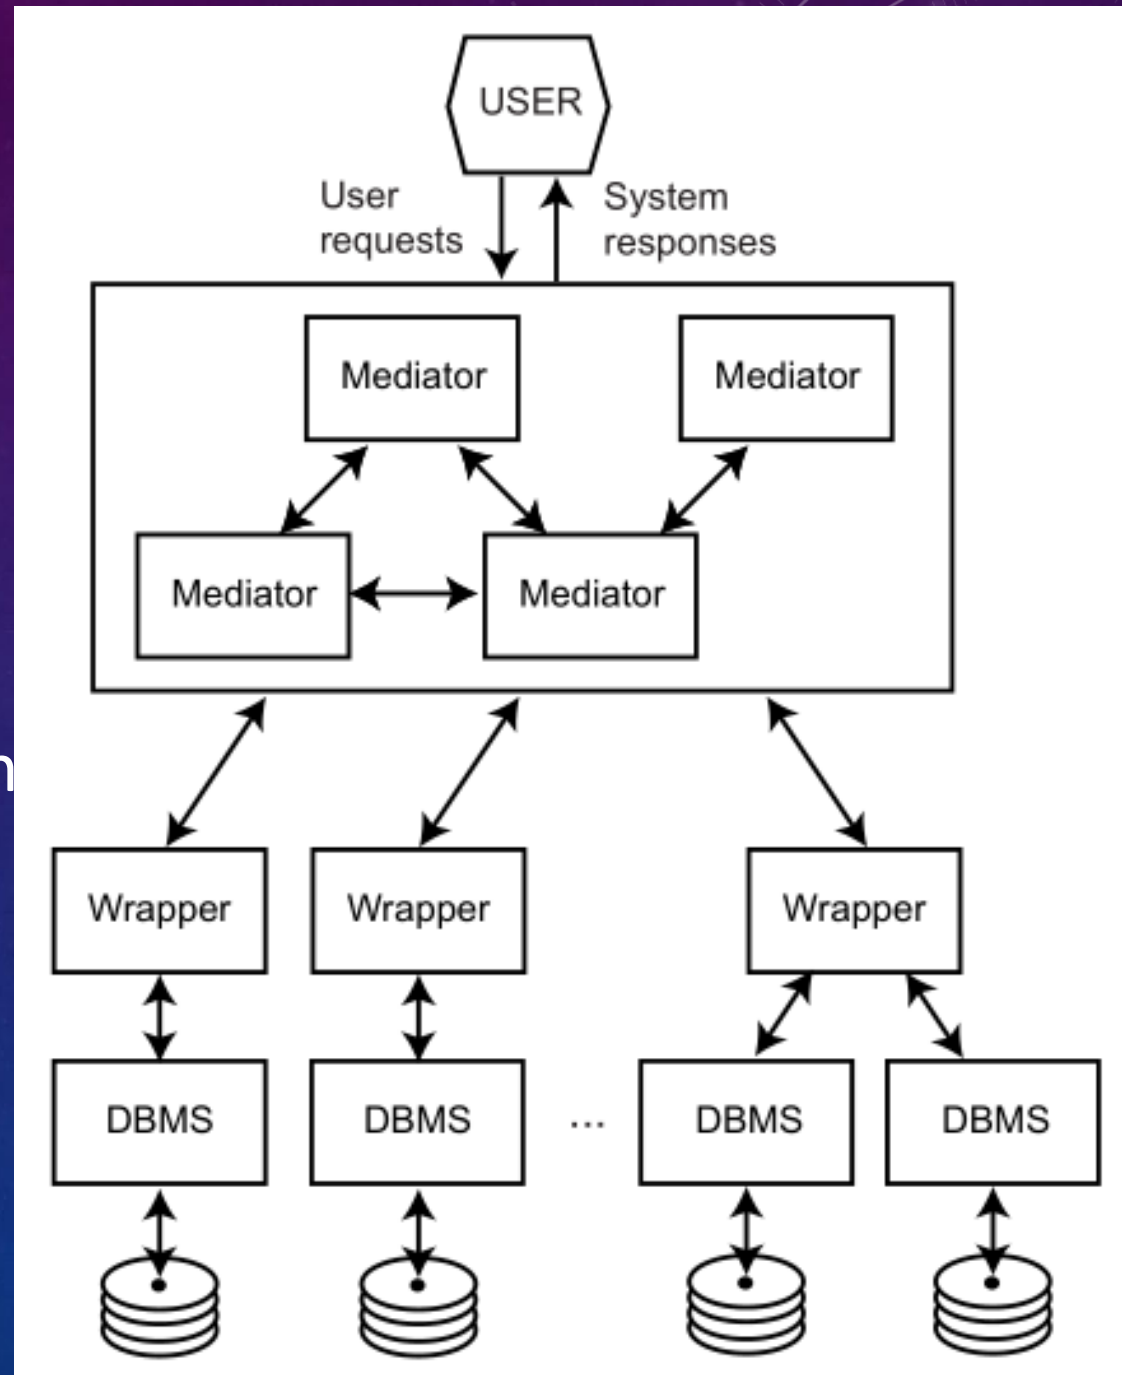 USER
User
requests
System
responses
Mediator
Mediator
Mediator
Mediator
n
Wrapper
Wrapper
Wrapper
DBMS
DBMS
...
DBMS
DBMS